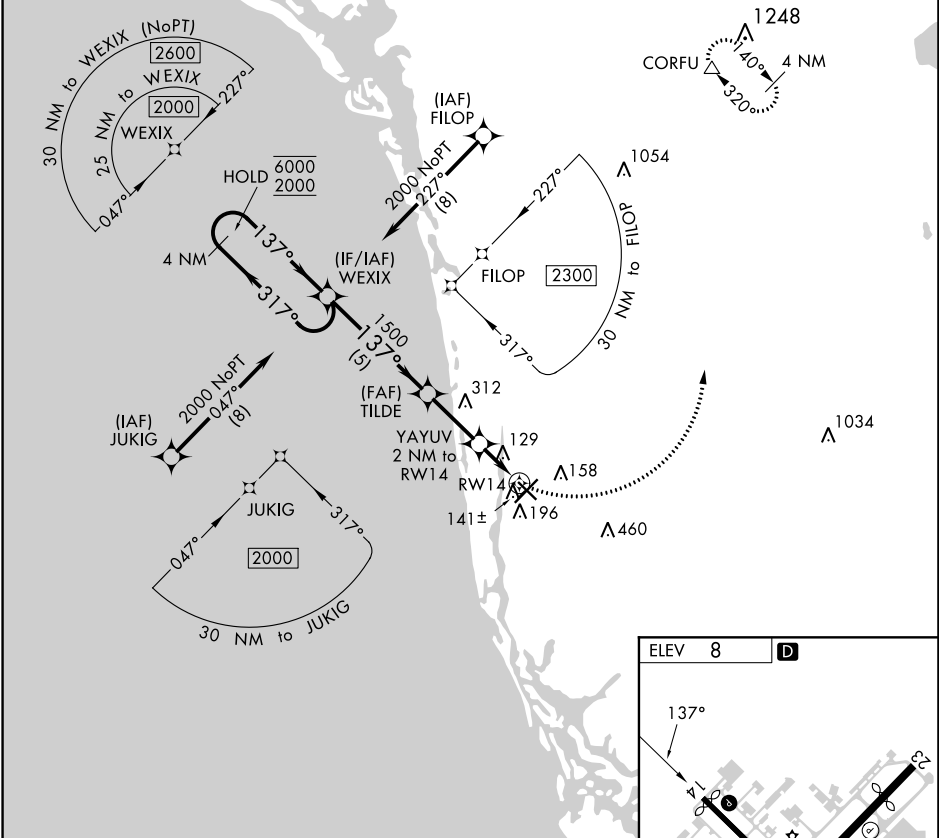 30 NM to WEXIX (NoPT)
2600
25 NM to WEXIX
2000
227°
WEXIX
047°
1248
CORFU
140°
4 NM
320°
(IAF)
FILOP
2000 NoPT
227°
(8)
1054
HOLD
6000
2000
4 NM
137°
317°
(IF/IAF)
WEXIX
227°
FILOP
2300
30 NM to FILOP
317°
1500
137°
(5)
2000 NoPT
047°
(8)
(IAF)
JUKIG
(FAF)
TILDE
312
YAYUV
2 NM to
RW14
129
RW14
158
1034
141±
196
460
JUKIG
047°
317°
2000
30 NM to JUKIG
ELEV 8
D
137°
14
23
P
P